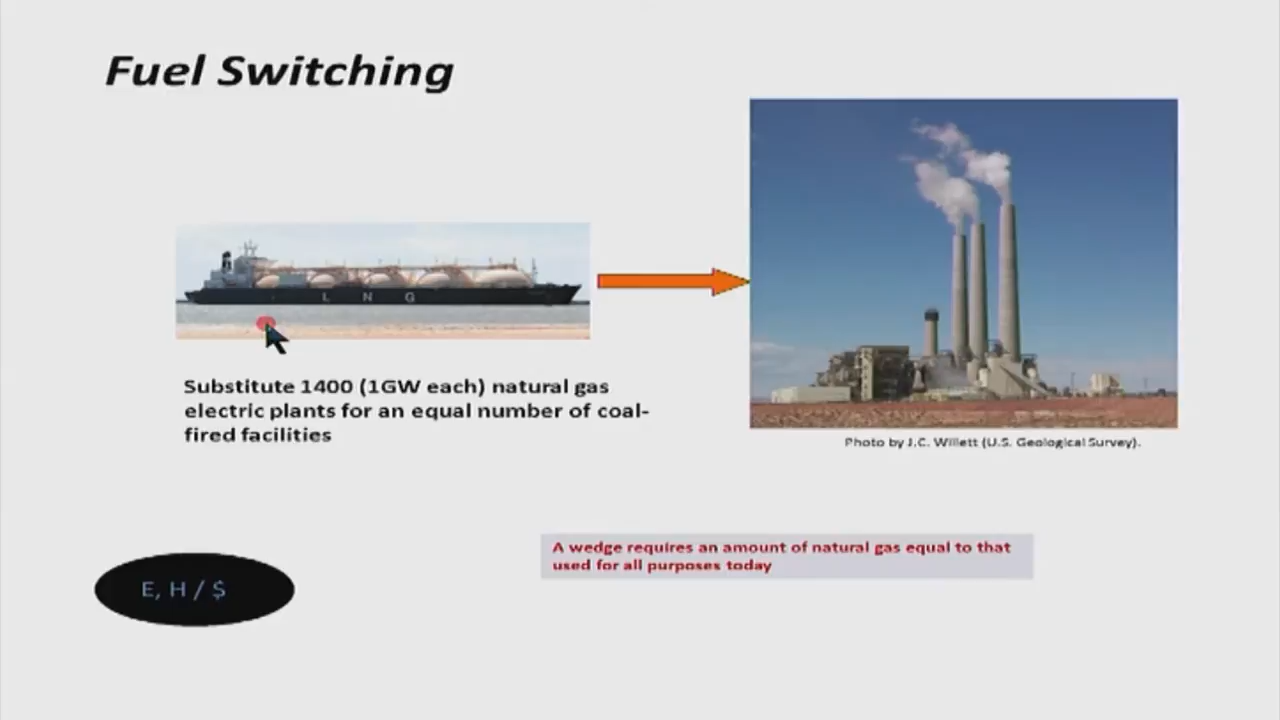 Fuel Switching
L N G
Substitute 1400 (1GW each) natural gas
electric plants for an equal number of coal-
fired facilities
Photo by J.C. Willett (U.S. Geological Survey).
A wedge requires an amount of natural gas equal to that
used for all purposes today
E, H / $